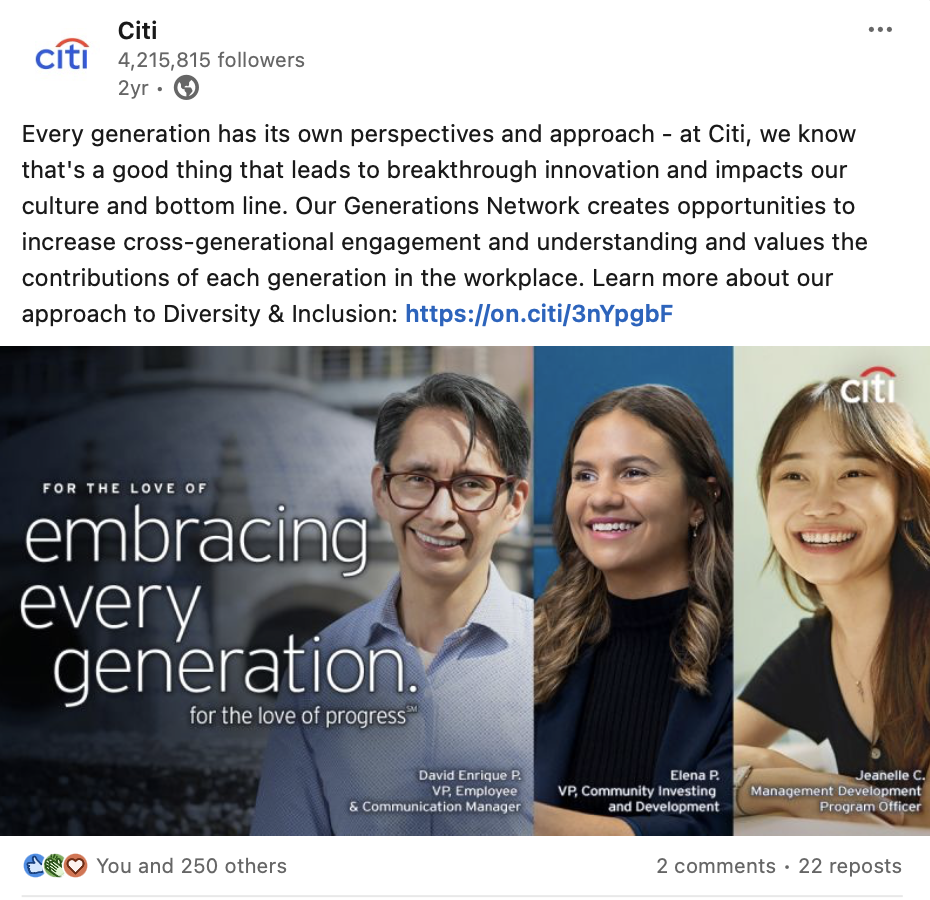 citi
Citi
4,215,815 followers
2yr •
Every generation has its own perspectives and approach - at Citi, we know
that's a good thing that leads to breakthrough innovation and impacts our
culture and bottom line. Our Generations Network creates opportunities to
increase cross-generational engagement and understanding and values the
contributions of each generation in the workplace. Learn more about our
approach to Diversity & Inclusion: https://on.citi/3nYpgbF
citi
FOR THE LOVE OF
embracing
every
generation.
for the love of progress℠
David Enrique P.
VP, Employee
& Communication Manager
Elena P.
VP, Community Investing
and Development
Jeanelle C.
Management Development
Program Officer
You and 250 others
2 comments • 22 reposts